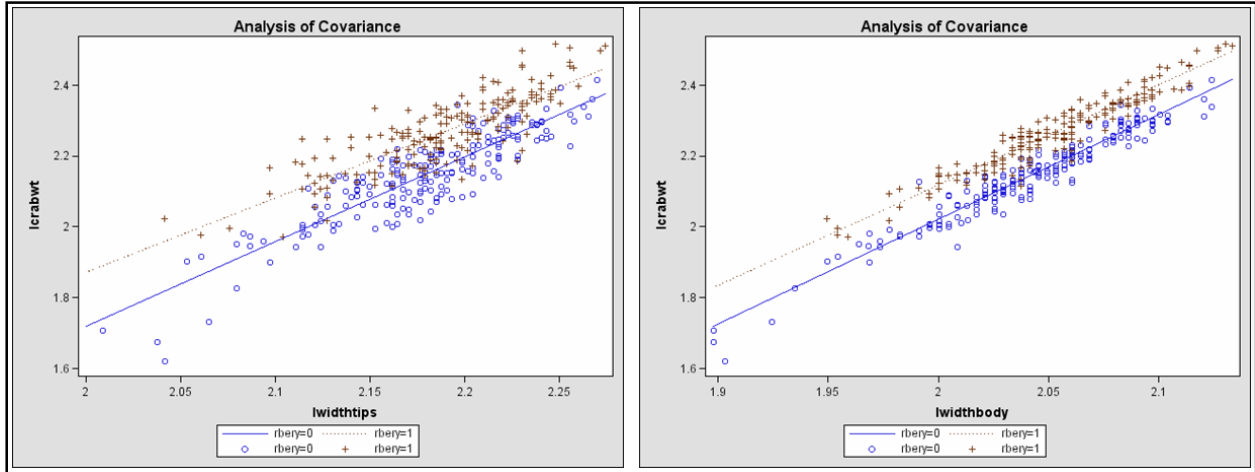 Analysis of Covariance
lcrabwt
2.4
2.2
2
1.8
1.6
2
2.05
2.1
2.15
2.2
2.25
lwidthtips
rbery=0
rbery=1
rbery=0
rbery=1
Analysis of Covariance
lcrabwt
2.4
2.2
2
1.8
1.6
1.9
1.95
2
2.05
2.1
lwidthbody
rbery=0
rbery=1
rbery=0
rbery=1